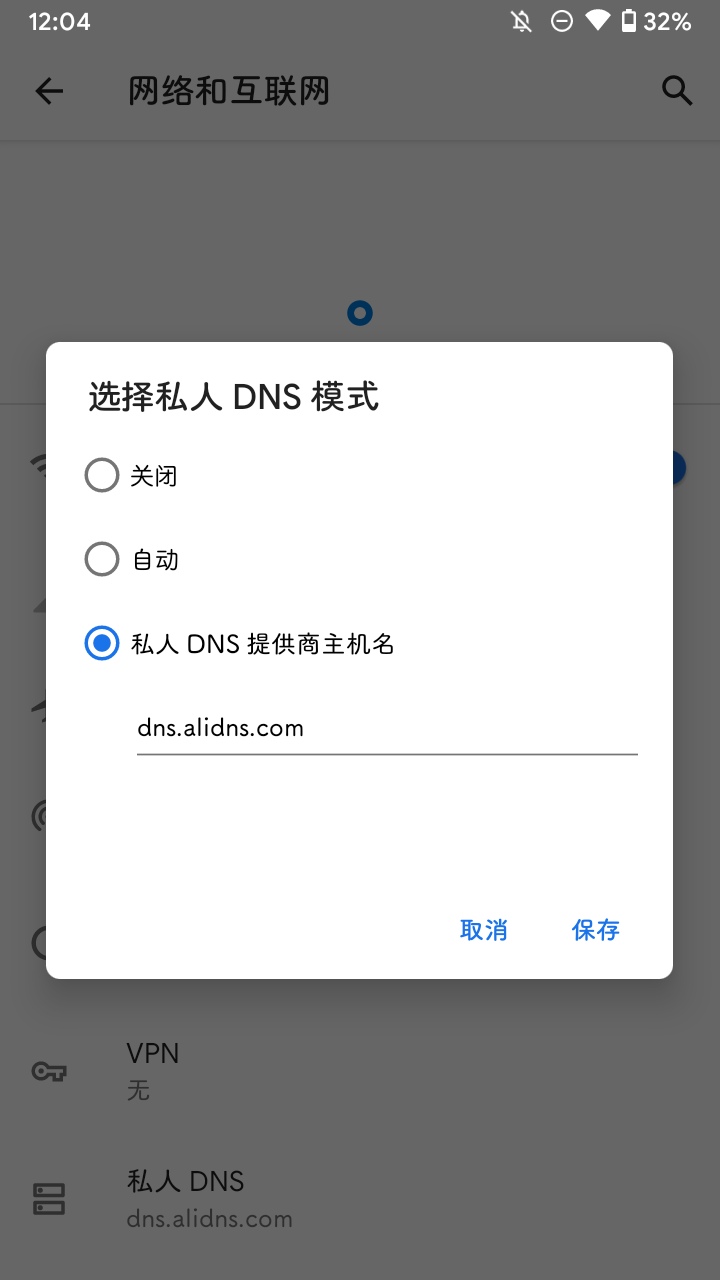 12:04
32%
网络和互联网
选择私人 DNS 模式
关闭
自动
私人 DNS 提供商主机名
dns.alidns.com
取消
保存
VPN
无
私人 DNS
dns.alidns.com